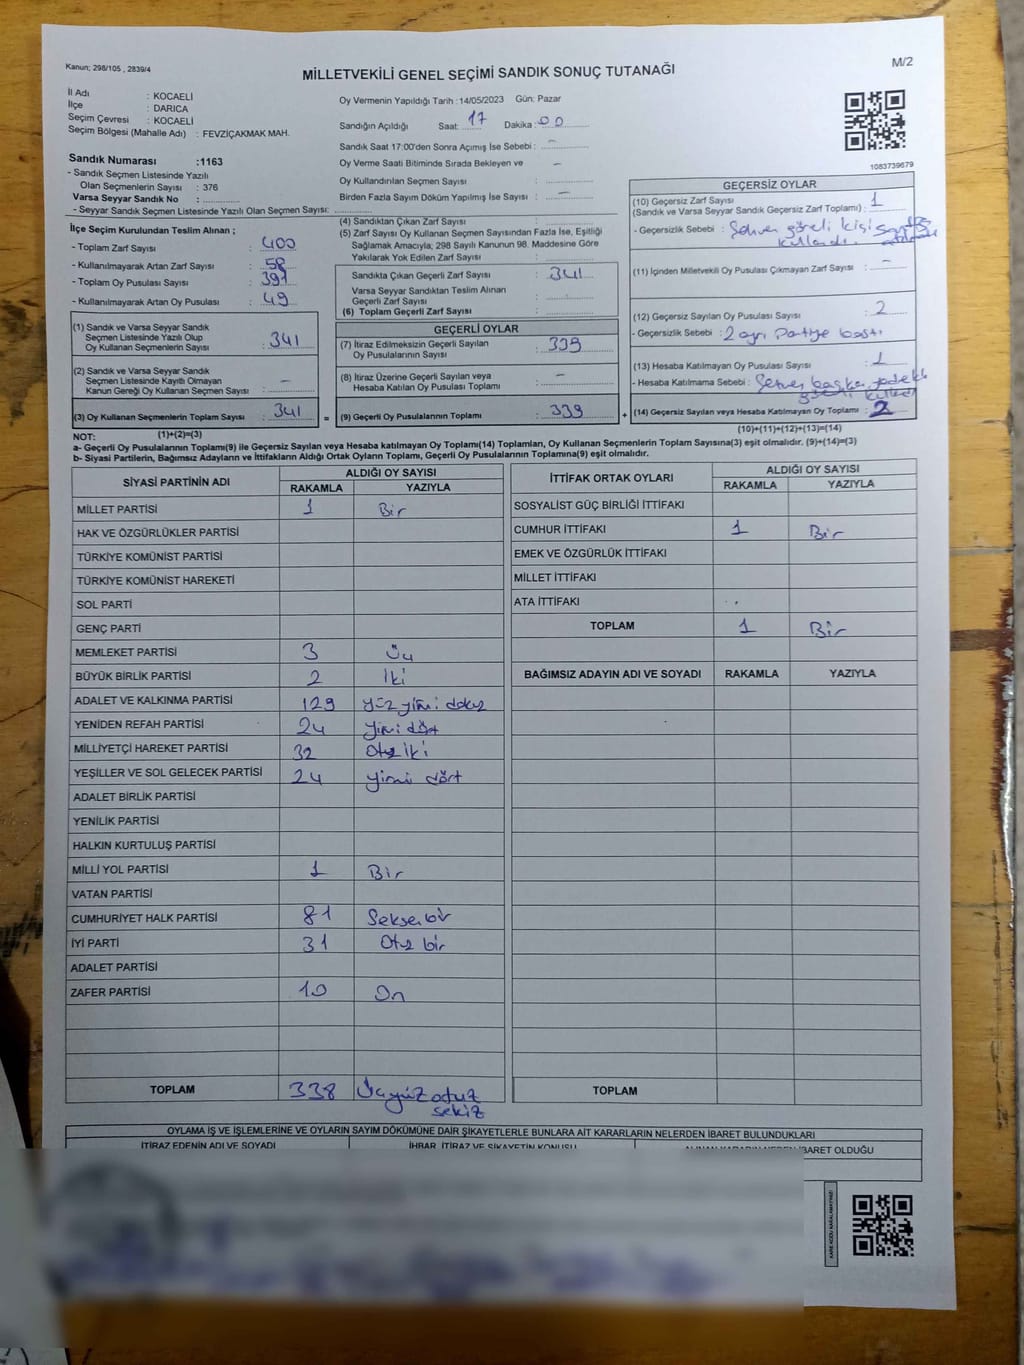 Kanun; 298/105 , 2839/4
MİLLETVEKİLİ GENEL SEÇİMİ SANDIK SONUÇ TUTANAĞI
M/2
İl Adı : KOCAELİ
İlçe : DARICA
Seçim Çevresi : KOCAELİ
Seçim Bölgesi (Mahalle Adı) : FEVZİÇAKMAK MAH.
Sandık Numarası :1163
- Sandık Seçmen Listesinde Yazılı
Olan Seçmenlerin Sayısı : 376
Varsa Seyyar Sandık No :
- Seyyar Sandık Seçmen Listesinde Yazılı Olan Seçmen Sayısı:
Oy Vermenin Yapıldığı Tarih :14/05/2023 Gün: Pazar
Sandığın Açıldığı Saat: 17 Dakika : 00
Sandık Saat 17:00'den Sonra Açımış İse Sebebi : -
Oy Verme Saati Bitiminde Sırada Bekleyen ve -
Oy Kullandırılan Seçmen Sayısı :
Birden Fazla Sayım Döküm Yapılmış İse Sayısı : -
1083739679
İlçe Seçim Kurulundan Teslim Alınan ;
- Toplam Zarf Sayısı : 400
- Kullanılmayarak Artan Zarf Sayısı : 58
- Toplam Oy Pusulası Sayısı : 391
- Kullanılmayarak Artan Oy Pusulası : 49
(1) Sandık ve Varsa Seyyar Sandık
Seçmen Listesinde Yazılı Olup
Oy Kullanan Seçmenlerin Sayısı : 341
(2) Sandık ve Varsa Seyyar Sandık
Seçmen Listesinde Kayıtlı Olmayan
Kanun Gereği Oy Kullanan Seçmen Sayısı : -
(3) Oy Kullanan Seçmenlerin Toplam Sayısı : 341 =
(1)+(2)=(3)
(4) Sandıktan Çıkan Zarf Sayısı :
(5) Zarf Sayısı Oy Kullanan Seçmen Sayısından Fazla İse, Eşitliği
Sağlamak Amacıyla; 298 Sayılı Kanunun 98. Maddesine Göre
Yakılarak Yok Edilen Zarf Sayısı :
Sandıkta Çıkan Geçerli Zarf Sayısı : 341
Varsa Seyyar Sandıktan Teslim Alınan
Geçerli Zarf Sayısı :
(6) Toplam Geçerli Zarf Sayısı :
GEÇERLİ OYLAR
(7) İtiraz Edilmeksizin Geçerli Sayılan
Oy Pusulalarının Sayısı : 339
(8) İtiraz Üzerine Geçerli Sayılan veya
Hesaba Katılan Oy Pusulası Toplamı : -
(9) Geçerli Oy Pusulalarının Toplamı : 339 +
GEÇERSİZ OYLAR
(10) Geçersiz Zarf Sayısı 1
(Sandık ve Varsa Seyyar Sandık Geçersiz Zarf Toplamı) :
- Geçersizlik Sebebi : Sehven görevli kişi
kullandı.
(11) İçinden Milletvekili Oy Pusulası Çıkmayan Zarf Sayısı : -
(12) Geçersiz Sayılan Oy Pusulası Sayısı : 2
- Geçersizlik Sebebi : 2 ayrı Partiye bastı
(13) Hesaba Katılmayan Oy Pusulası Sayısı : 1
- Hesaba Katılmama Sebebi : Sehven başka
(14) Geçersiz Sayılan veya Hesaba Katılmayan Oy Toplamı : 2
(10)+(11)+(12)+(13)=(14)
NOT:
a- Geçerli Oy Pusulalarının Toplamı(9) ile Geçersiz Sayılan veya Hesaba katılmayan Oy Toplamı(14) Toplamları, Oy Kullanan Seçmenlerin Toplam Sayısına(3) eşit olmalıdır. (9)+(14)=(3)
b- Siyasi Partilerin, Bağımsız Adayların ve İttifakların Aldığı Oyların Toplamı, Geçerli Oy Pusulalarının Toplamına(9) eşit olmalıdır.
SİYASİ PARTİNİN ADI ALDIĞI OY SAYISI
RAKAMLA YAZIYLA
MİLLET PARTİSİ 1 Bir
HAK VE ÖZGÜRLÜKLER PARTİSİ
TÜRKİYE KOMÜNİST PARTİSİ
TÜRKİYE KOMÜNİST HAREKETİ
SOL PARTİ
GENÇ PARTİ
MEMLEKET PARTİSİ 3 Üç
BÜYÜK BİRLİK PARTİSİ 2 İki
ADALET VE KALKINMA PARTİSİ 129 yüz yirmi dokuz
YENİDEN REFAH PARTİSİ 24 yirmi dört
MİLLİYETÇİ HAREKET PARTİSİ 32 Otuz iki
YEŞİLLER VE SOL GELECEK PARTİSİ 24 yirmi dört
ADALET BİRLİK PARTİSİ
YENİLİK PARTİSİ
HALKIN KURTULUŞ PARTİSİ
MİLLİ YOL PARTİSİ 1 Bir
VATAN PARTİSİ
CUMHURİYET HALK PARTİSİ 81 Seksen bir
İYİ PARTİ 31 Otuz bir
ADALET PARTİSİ
ZAFER PARTİSİ 10 On
TOPLAM 338 Üçyüz otuz
sekiz
İTTİFAK ORTAK OYLARI ALDIĞI OY SAYISI
RAKAMLA YAZIYLA
SOSYALİST GÜÇ BİRLİĞİ İTTİFAKI
CUMHUR İTTİFAKI 1 Bir
EMEK VE ÖZGÜRLÜK İTTİFAKI
MİLLET İTTİFAKI
ATA İTTİFAKI
TOPLAM 1 Bir
BAĞIMSIZ ADAYIN ADI VE SOYADI RAKAMLA YAZIYLA
TOPLAM
OYLAMA İŞ VE İŞLEMLERİNE VE OYLARIN SAYIM DÖKÜMÜNE DAİR ŞİKAYETLERLE BUNLARA AİT KARARLARIN NELERDEN İBARET BULUNDUKLARI
İTİRAZ EDENİN ADI VE SOYADI İHBAR, İTİRAZ VE ŞİKAYETİN KONUSU ALINAN KARARIN NEDEN İBARET OLDUĞU
KARE KODU KARALAMAYINIZ!